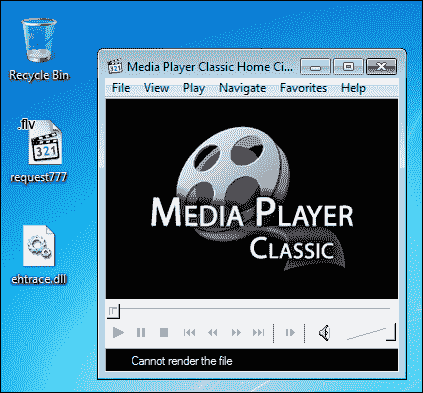 Recycle Bin
.flv
321
request777
ehtrace.dll
Media Player Classic Home Ci...
File View Play Navigate Favorites Help
MEDIA PLAYER
CLASSIC
Cannot render the file